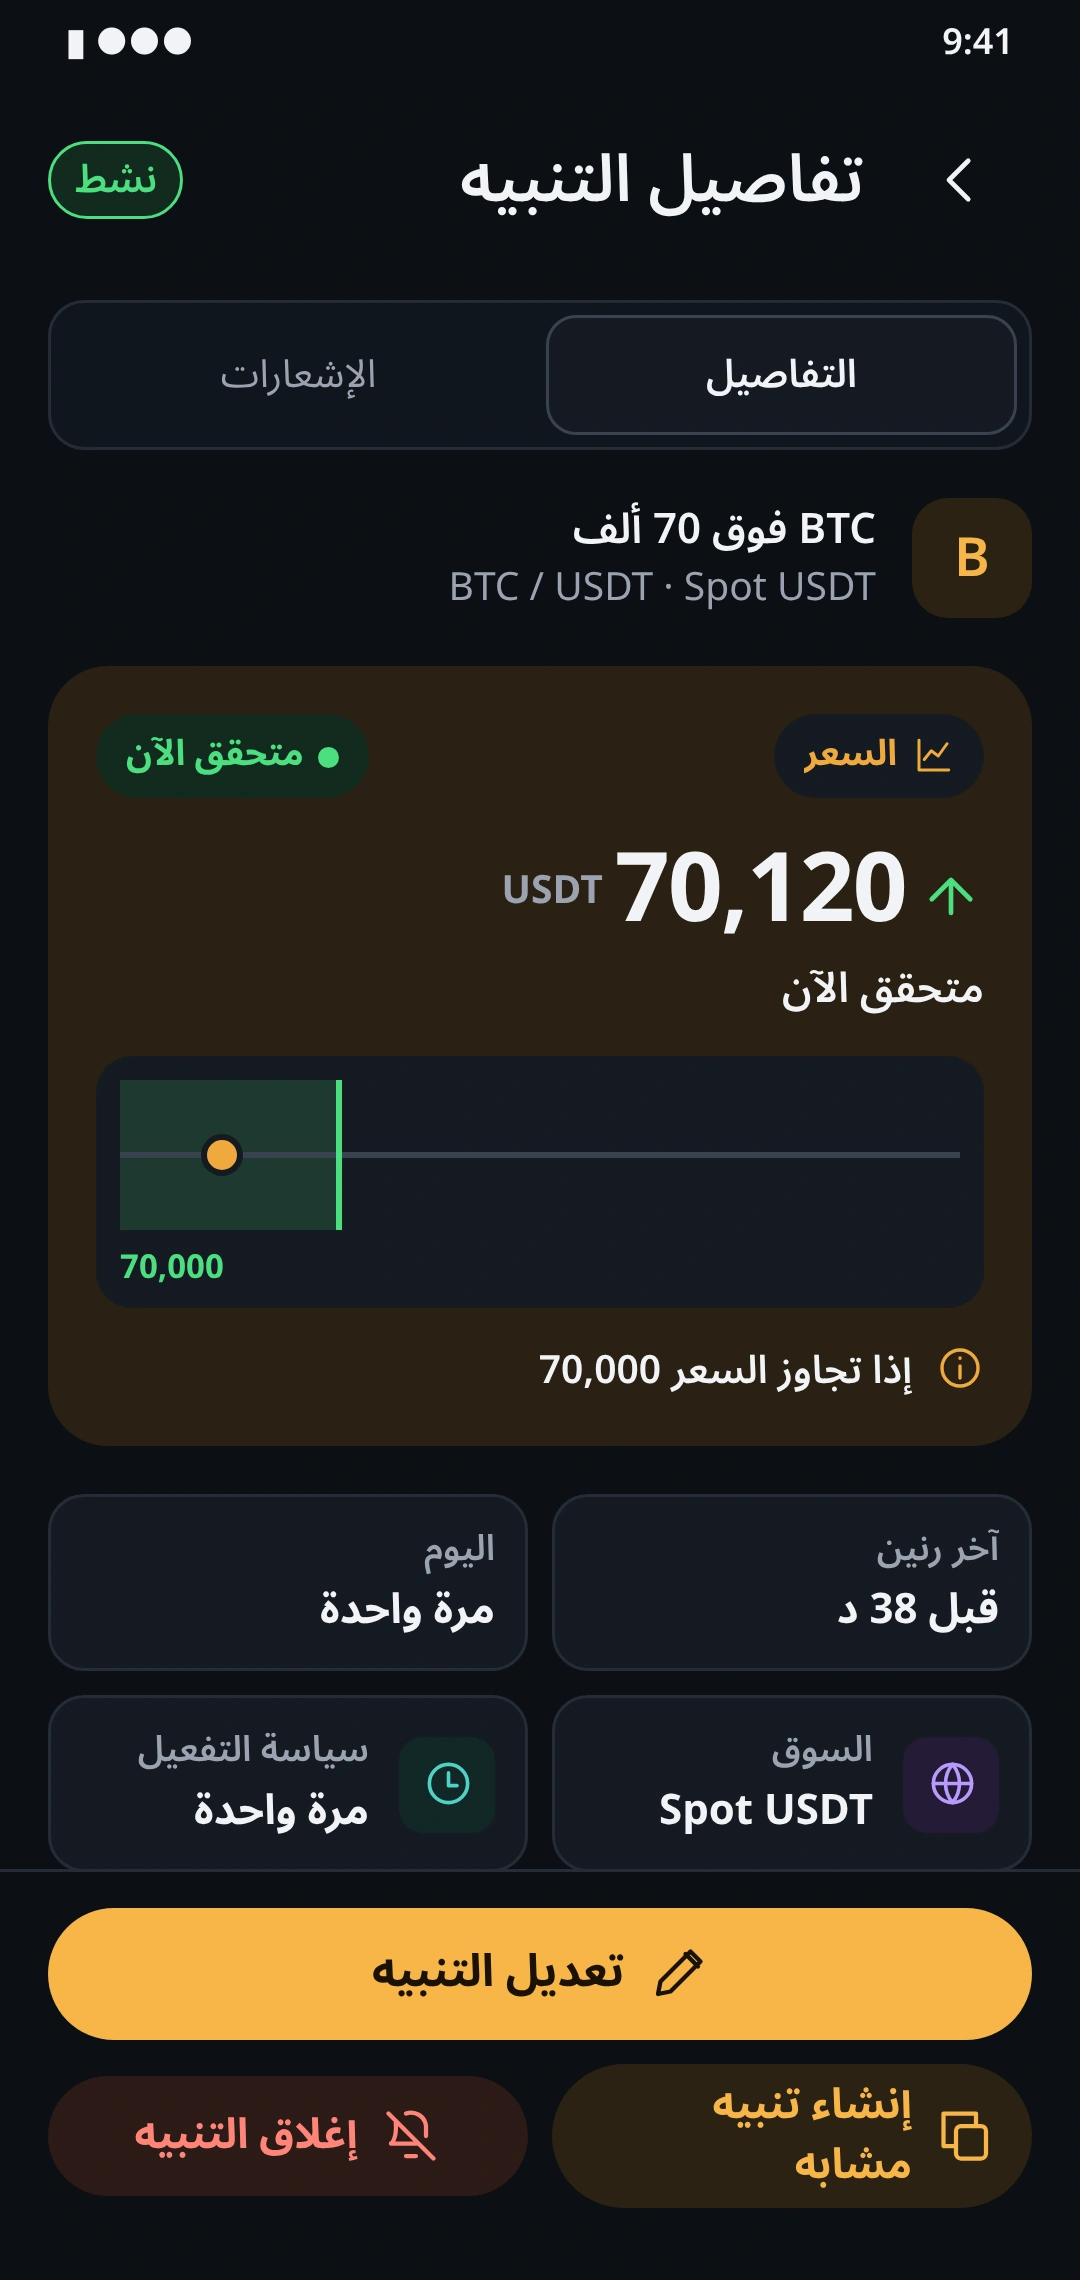 9:41
تفاصيل التنبيه
نشط
التفاصيل
الإشعارات
B
BTC فوق 70 ألف
BTC / USDT · Spot USDT
السعر
متحقق الآن
70,120 USDT
متحقق الآن
70,000
إذا تجاوز السعر 70,000
آخر رنين
قبل 38 د
اليوم
مرة واحدة
السوق
Spot USDT
سياسة التفعيل
مرة واحدة
تعديل التنبيه
إنشاء تنبيه
مشابه
إغلاق التنبيه